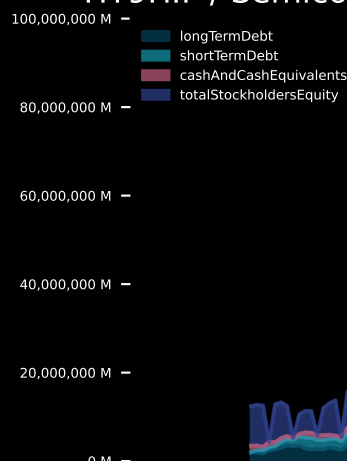 / Semico
100,000,000 M
longTermDebt
shortTermDebt
cashAndCashEquivalents
totalStockholdersEquity
80,000,000 M
60,000,000 M
40,000,000 M
20,000,000 M
0 M